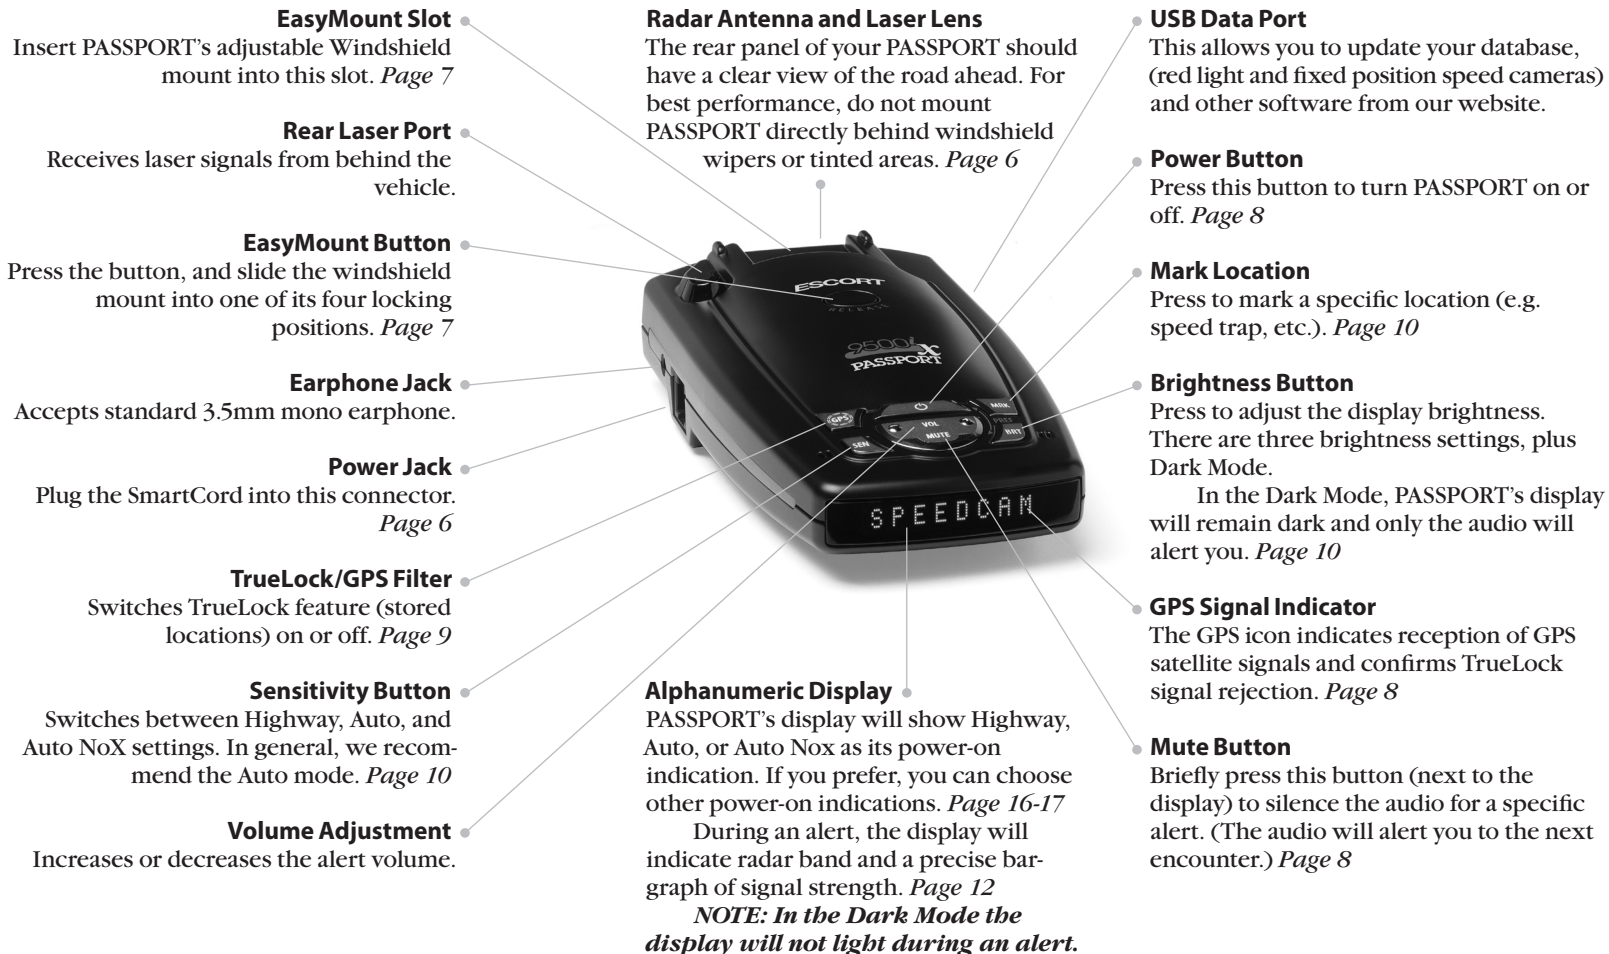 EasyMount Slot
Insert PASSPORT's adjustable Windshield
mount into this slot. Page 7
Rear Laser Port
Receives laser signals from behind the
vehicle.
EasyMount Button
Press the button, and slide the windshield
mount into one of its four locking
positions. Page 7
Earphone Jack
Accepts standard 3.5mm mono earphone.
Power Jack
Plug the SmartCord into this connector.
Page 6
TrueLock/GPS Filter
Switches TrueLock feature (stored
locations) on or off. Page 9
Sensitivity Button
Switches between Highway, Auto, and
Auto NoX settings. In general, we recom-
mend the Auto mode. Page 10
Volume Adjustment
Increases or decreases the alert volume.
Radar Antenna and Laser Lens
The rear panel of your PASSPORT should
have a clear view of the road ahead. For
best performance, do not mount
PASSPORT directly behind windshield
wipers or tinted areas. Page 6
ESCORT
RELEASE
9500i
x
PASSPORT
GPS
MRK
PREF
VOL
SEN
MUTE
BRT
SPEEDCAM
Alphanumeric Display
PASSPORT's display will show Highway,
Auto, or Auto Nox as its power-on
indication. If you prefer, you can choose
other power-on indications. Page 16-17
During an alert, the display will
indicate radar band and a precise bar-
graph of signal strength. Page 12
NOTE: In the Dark Mode the
display will not light during an alert.
USB Data Port
This allows you to update your database,
(red light and fixed position speed cameras)
and other software from our website.
Power Button
Press this button to turn PASSPORT on or
off. Page 8
Mark Location
Press to mark a specific location (e.g.
speed trap, etc.). Page 10
Brightness Button
Press to adjust the display brightness.
There are three brightness settings, plus
Dark Mode.
In the Dark Mode, PASSPORT's display
will remain dark and only the audio will
alert you. Page 10
GPS Signal Indicator
The GPS icon indicates reception of GPS
satellite signals and confirms TrueLock
signal rejection. Page 8
Mute Button
Briefly press this button (next to the
display) to silence the audio for a specific
alert. (The audio will alert you to the next
encounter.) Page 8